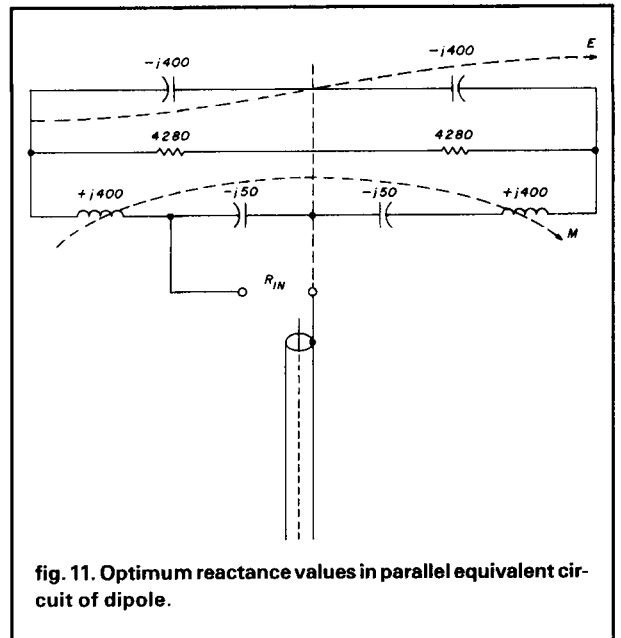 E
-j400 -j400
4280 4280
+j400 -j50 -j50 +j400
M
R_IN
fig. 11. Optimum reactance values in parallel equivalent cir-
cuit of dipole.